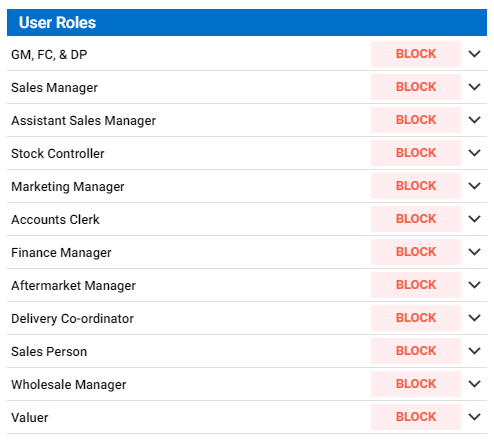 User Roles
GM, FC, & DP BLOCK
Sales Manager BLOCK
Assistant Sales Manager BLOCK
Stock Controller BLOCK
Marketing Manager BLOCK
Accounts Clerk BLOCK
Finance Manager BLOCK
Aftermarket Manager BLOCK
Delivery Co-ordinator BLOCK
Sales Person BLOCK
Wholesale Manager BLOCK
Valuer BLOCK